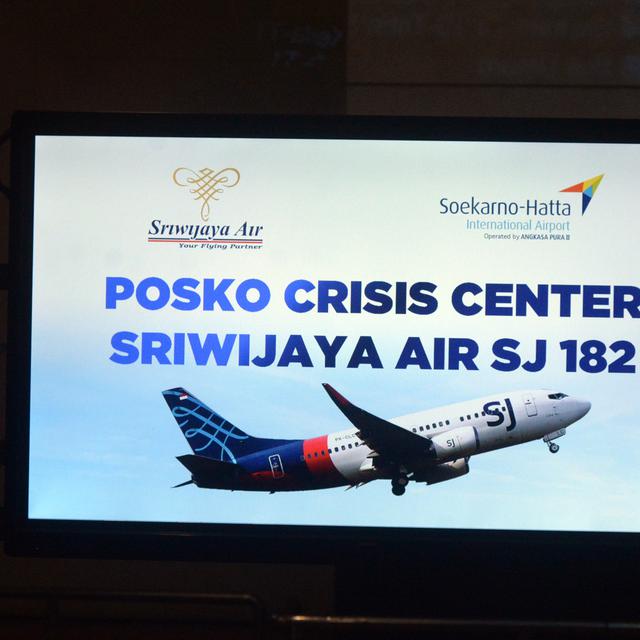 Sriwijaya Air
Your Flying Partner
Soekarno-Hatta
International Airport
Operated by ANGKASA PURA II
POSKO CRISIS CENTER
SRIWIJAYA AIR SJ 182
SJ
SJ